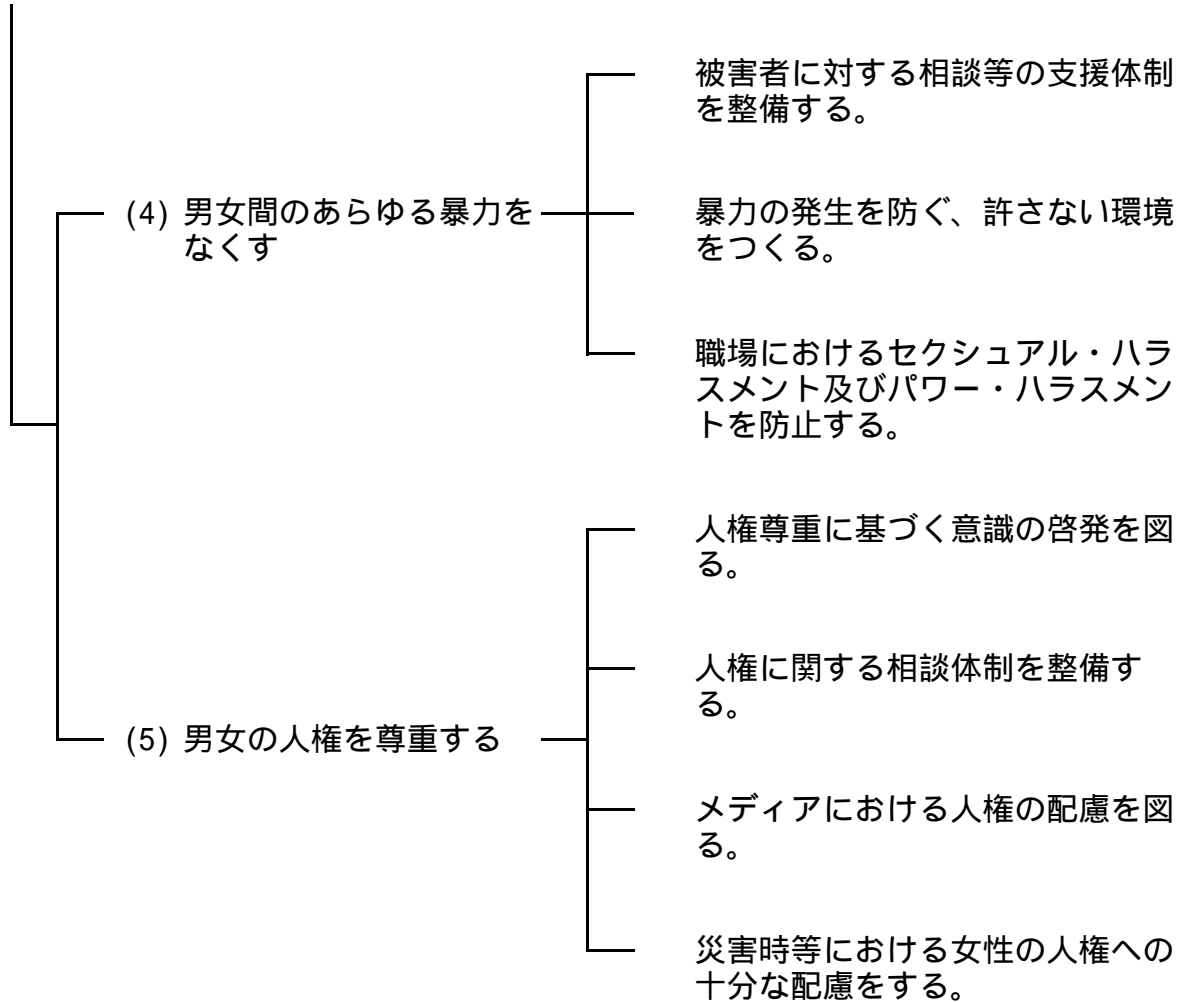 被害者に対する相談等の支援体制
を整備する。
(4) 男女間のあらゆる暴力を
なくす
暴力の発生を防ぐ、許さない環境
をつくる。
職場におけるセクシュアル・ハラ
スメント及びパワー・ハラスメン
トを防止する。
人権尊重に基づく意識の啓発を図
る。
人権に関する相談体制を整備す
る。
(5) 男女の人権を尊重する
メディアにおける人権の配慮を図
る。
災害時等における女性の人権への
十分な配慮をする。